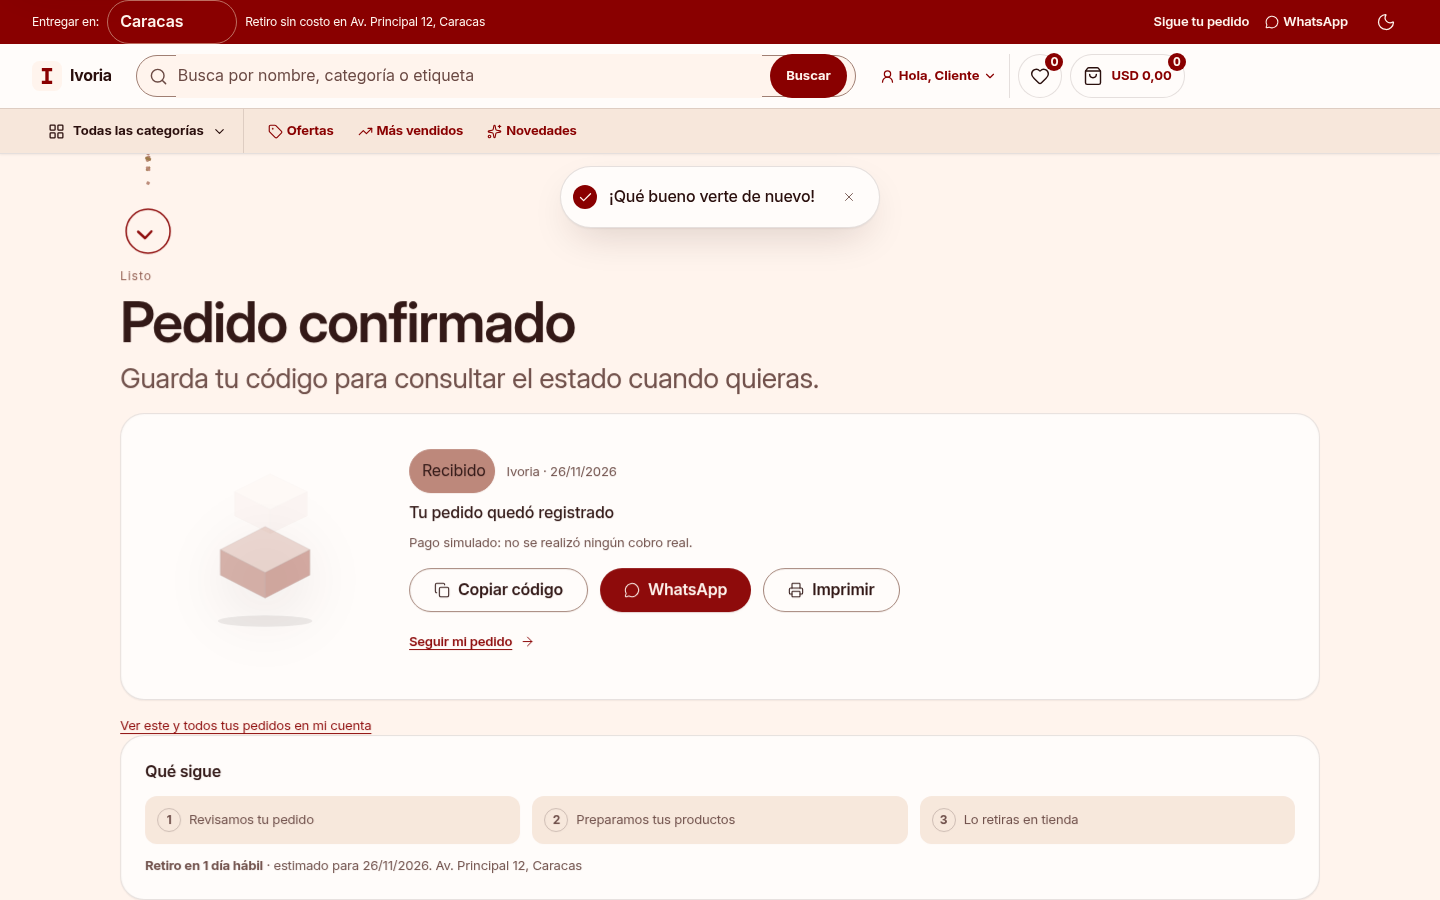 Entregar en: Caracas Retiro sin costo en Av. Principal 12, Caracas Sigue tu pedido WhatsApp
I Ivoria Busca por nombre, categoría o etiqueta Buscar Hola, Cliente 0 USD 0,00 0
Todas las categorías Ofertas Más vendidos Novedades
¡Qué bueno verte de nuevo!
Listo
Pedido confirmado
Guarda tu código para consultar el estado cuando quieras.
Recibido Ivoria · 26/11/2026
Tu pedido quedó registrado
Pago simulado: no se realizó ningún cobro real.
Copiar código WhatsApp Imprimir
Seguir mi pedido
Ver este y todos tus pedidos en mi cuenta
Qué sigue
1 Revisamos tu pedido 2 Preparamos tus productos 3 Lo retiras en tienda
Retiro en 1 día hábil · estimado para 26/11/2026. Av. Principal 12, Caracas